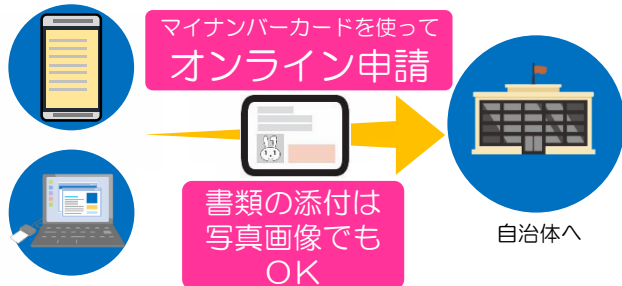 マイナンバーカードを使って
オンライン申請
書類の添付は
写真画像でも
OK
自治体へ